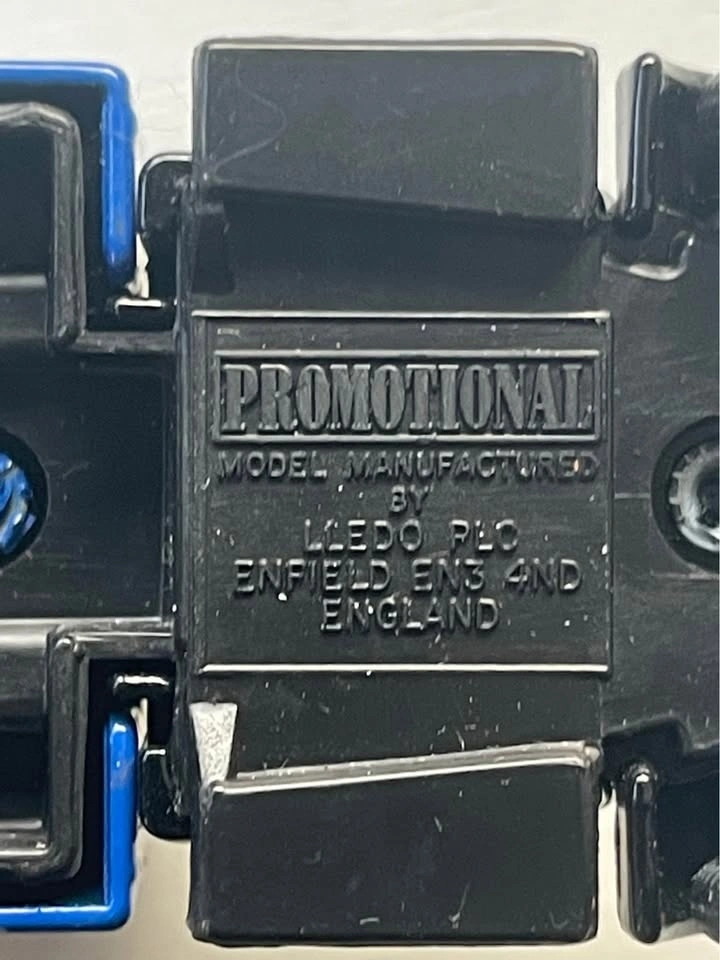 PROMOTIONAL
MODEL MANUFACTURED
BY
LLEDO PLC
ENFIELD EN3 4ND
ENGLAND